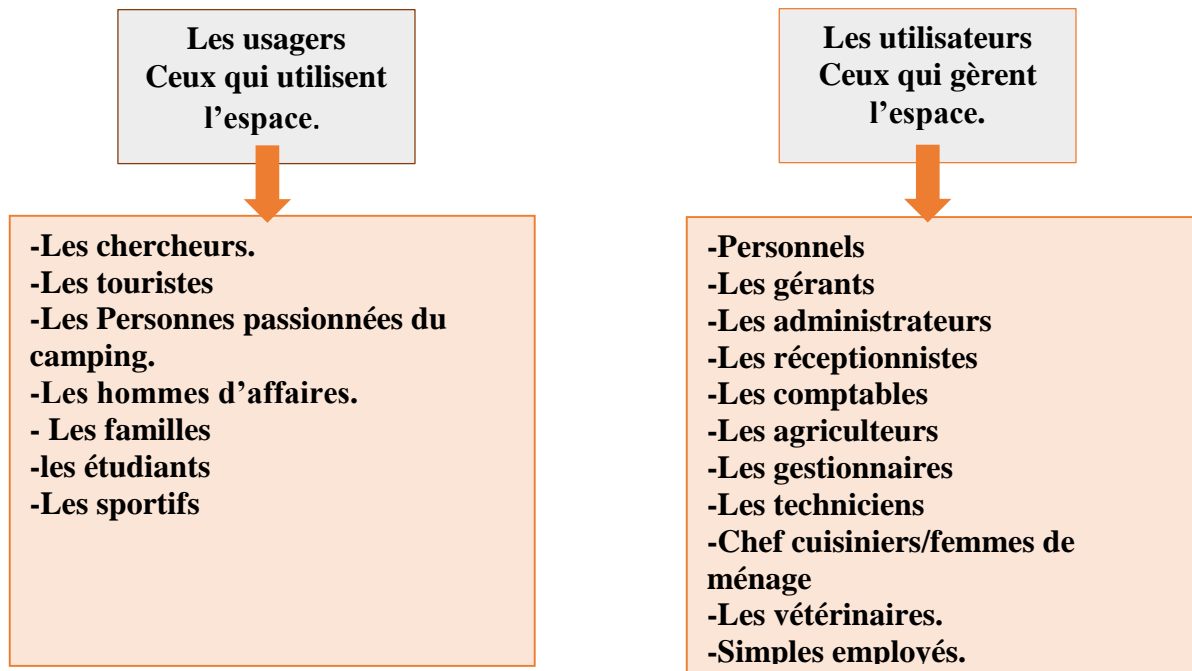 Les usagers
Ceux qui utilisent
l’espace.
-Les chercheurs.
-Les touristes
-Les Personnes passionnées du
camping.
-Les hommes d’affaires.
- Les familles
-les étudiants
-Les sportifs
Les utilisateurs
Ceux qui gèrent
l’espace.
-Personnels
-Les gérants
-Les administrateurs
-Les réceptionnistes
-Les comptables
-Les agriculteurs
-Les gestionnaires
-Les techniciens
-Chef cuisiniers/femmes de
ménage
-Les vétérinaires.
-Simples employés.